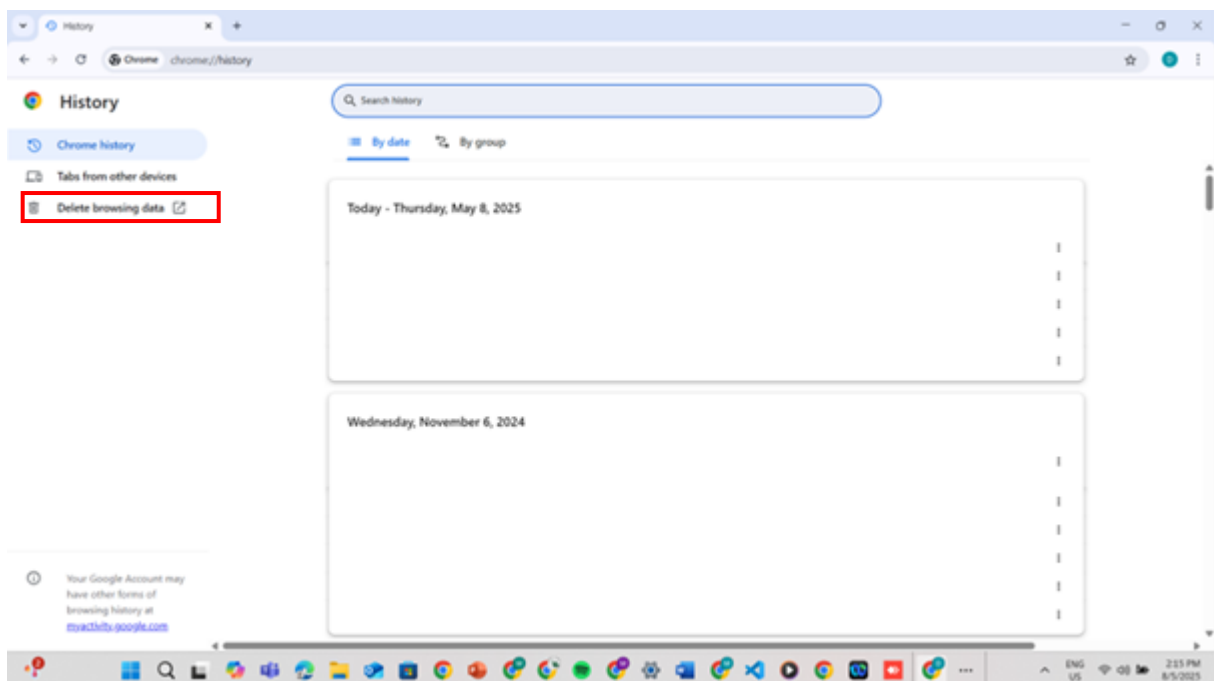 History
Chrome chrome://history
History
Search history
Chrome history
By date By group
Tabs from other devices
Delete browsing data
Today - Thursday, May 8, 2025
Wednesday, November 6, 2024
Your Google Account may
have other forms of
browsing history at
myactivity.google.com
ENG
US
2:15 PM
8/5/2025